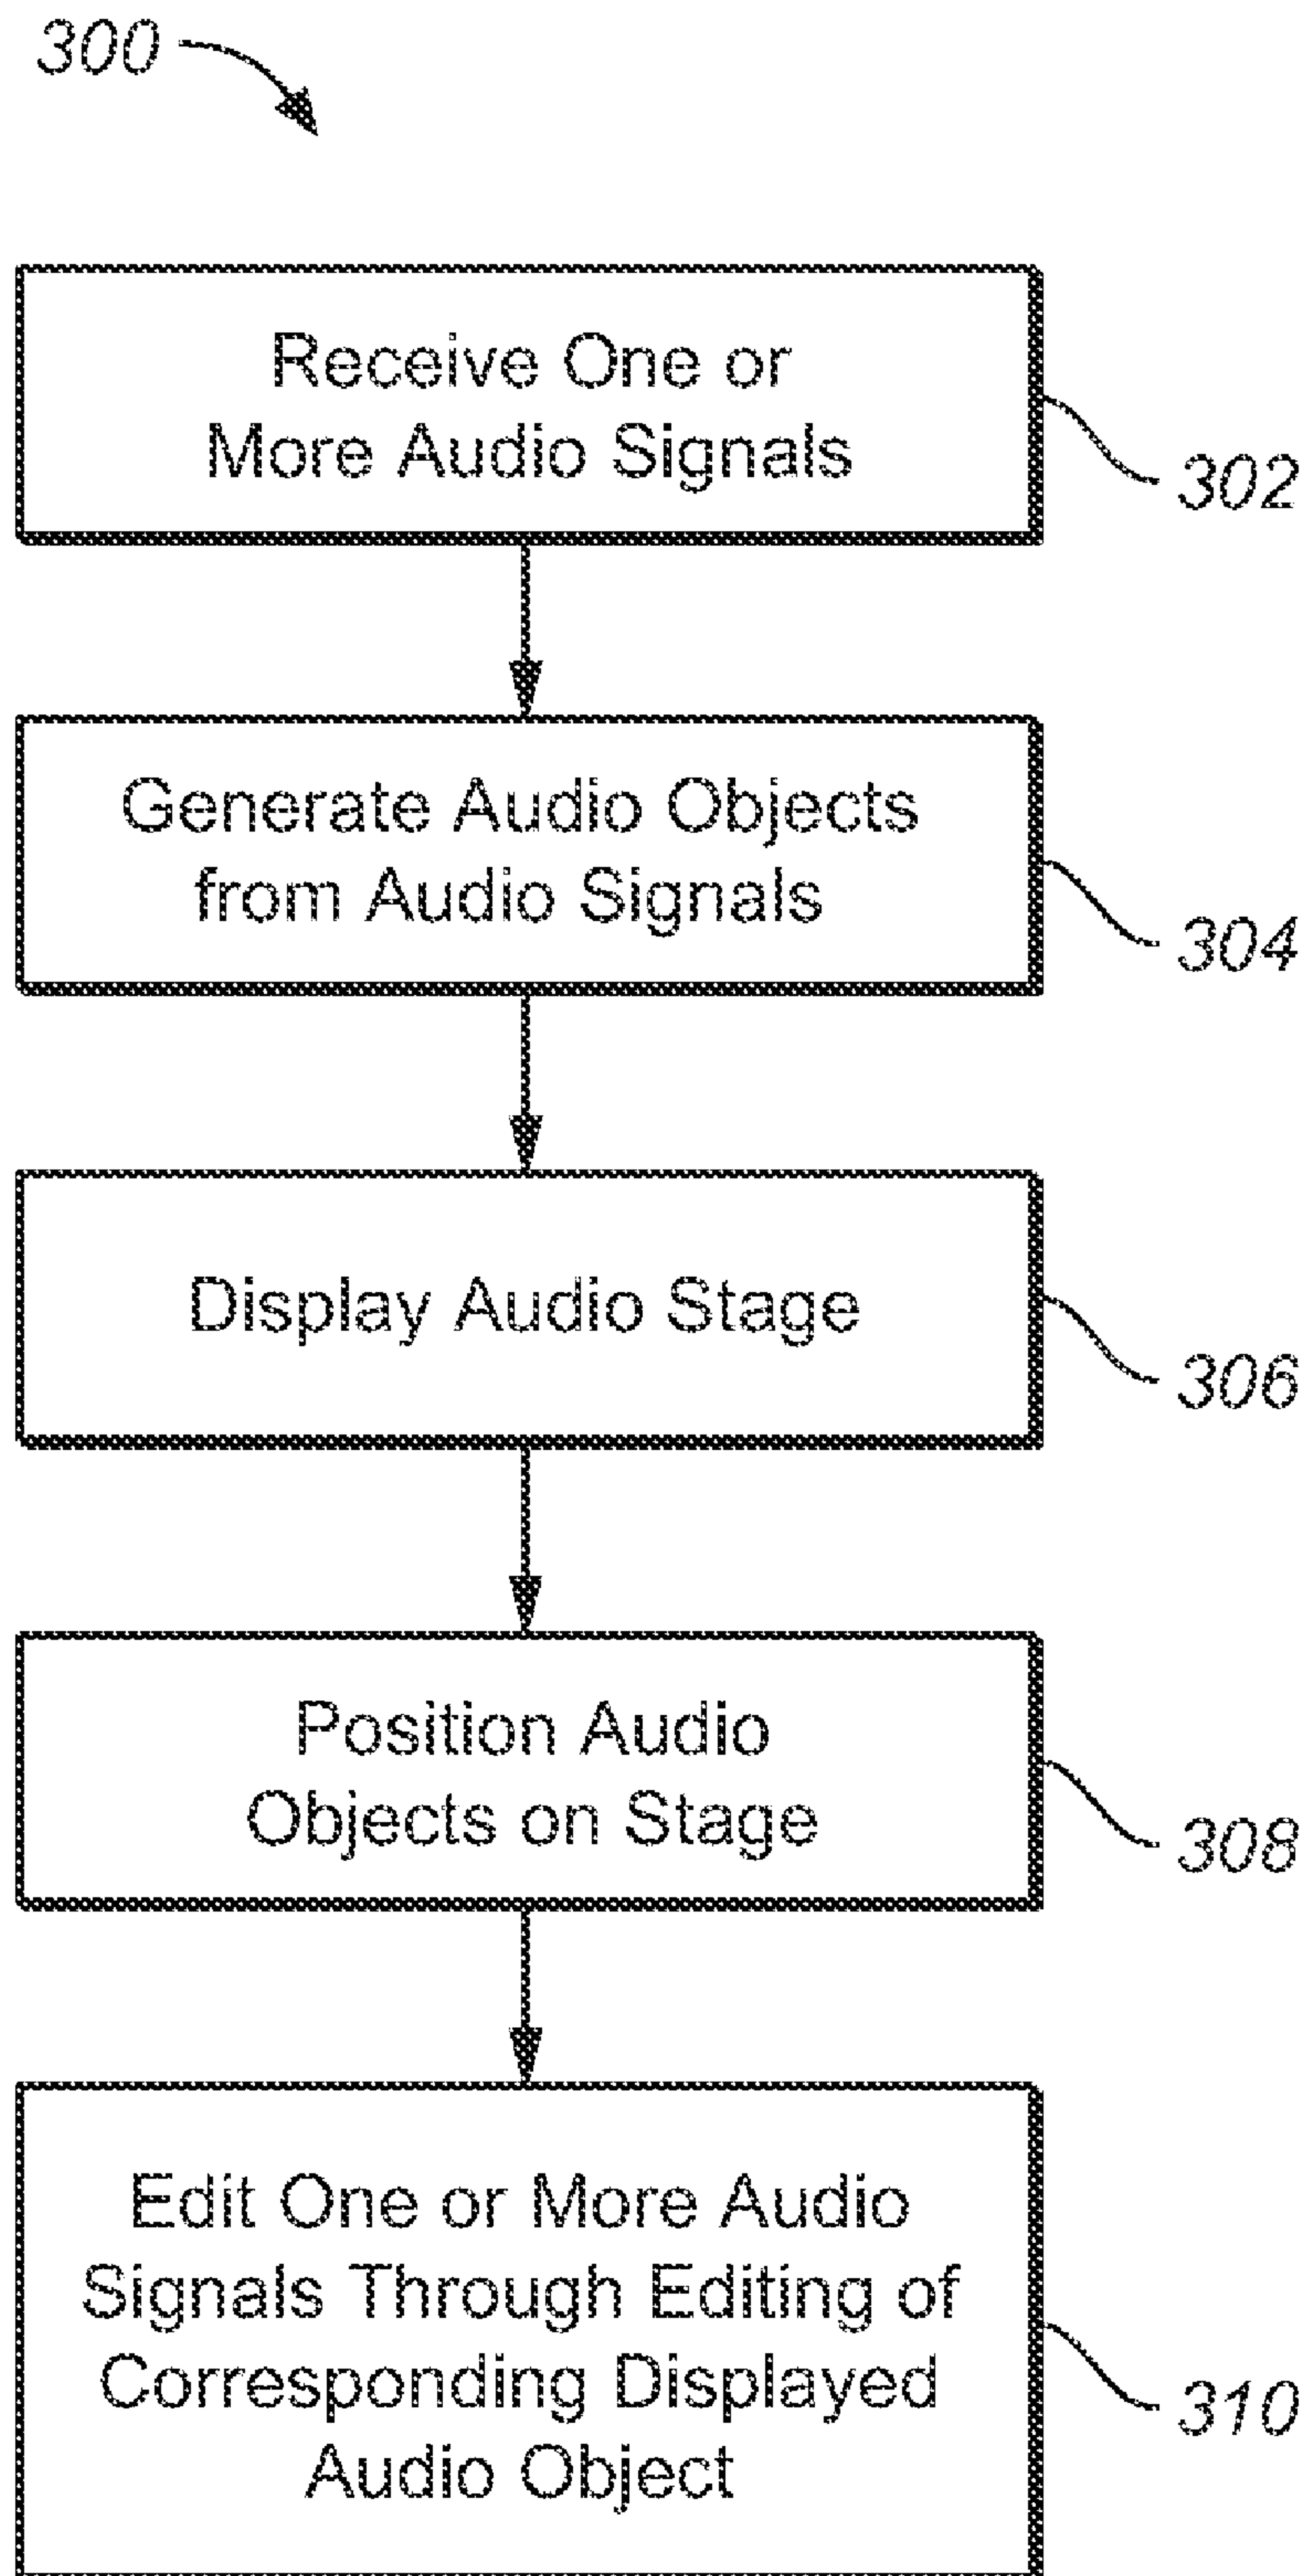 300
Receive One or
More Audio Signals
302
Generate Audio Objects
from Audio Signals
304
Display Audio Stage
306
Position Audio
Objects on Stage
308
Edit One or More Audio
Signals Through Editing of
Corresponding Displayed
Audio Object
310